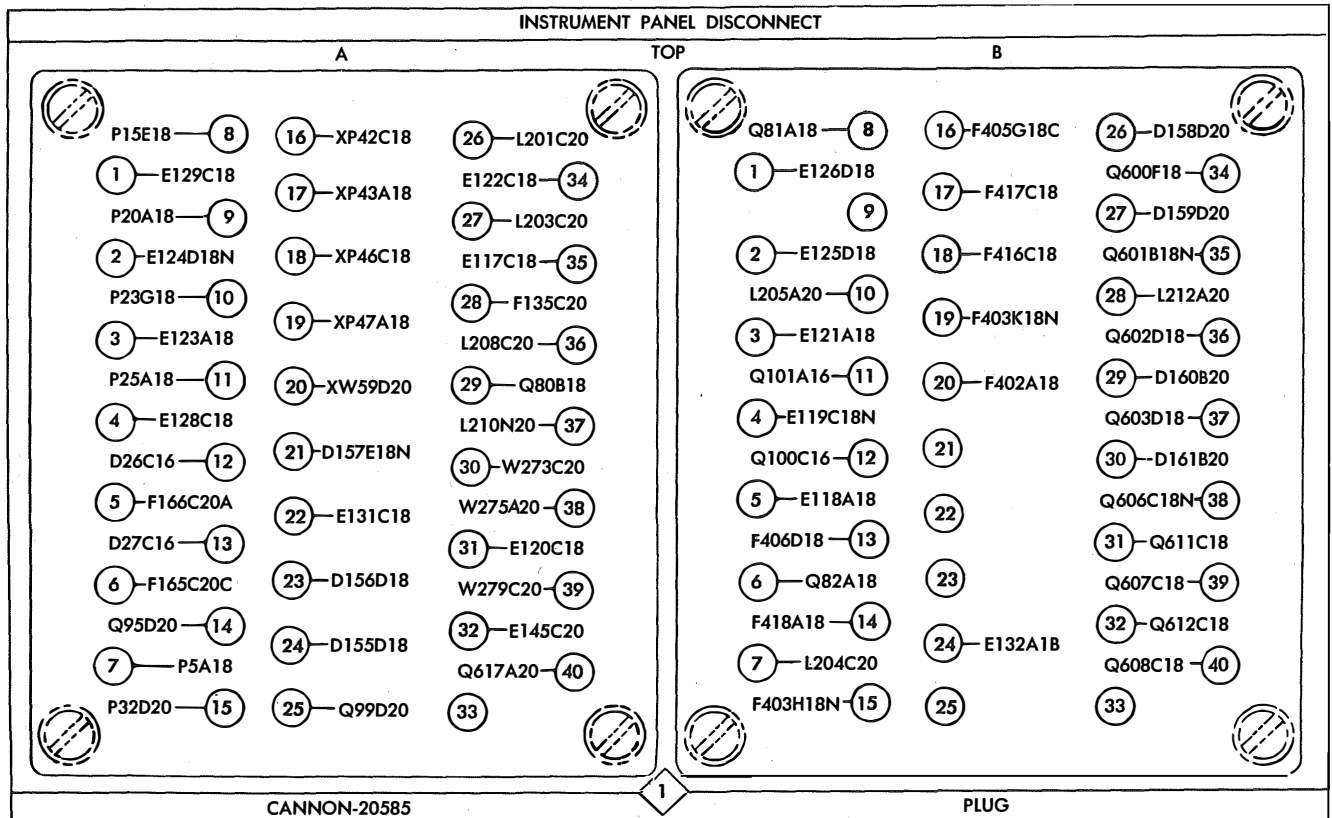 INSTRUMENT PANEL DISCONNECT
A TOP B
P15E18 8
1 E129C18
P20A18 9
2 E124D18N
P23G18 10
3 E123A18
P25A18 11
4 E128C18
D26C16 12
5 F166C20A
D27C16 13
6 F165C20C
Q95D20 14
7 P5A18
P32D20 15
16 XP42C18
17 XP43A18
18 XP46C18
19 XP47A18
20 XW59D20
21 D157E18N
22 E131C18
23 D156D18
24 D155D18
25 Q99D20
26 L201C20
E122C18 34
27 L203C20
E117C18 35
28 F135C20
L208C20 36
29 Q80B18
L210N20 37
30 W273C20
W275A20 38
31 E120C18
W279C20 39
32 E145C20
Q617A20 40
33
Q81A18 8
1 E126D18
9
2 E125D18
L205A20 10
3 E121A18
Q101A16 11
4 E119C18N
Q100C16 12
5 E118A18
F406D18 13
6 Q82A18
F418A18 14
7 L204C20
F403H18N 15
16 F405G18C
17 F417C18
18 F416C18
19 F403K18N
20 F402A18
21
22
23
24 E132A1B
25
26 D158D20
Q600F18 34
27 D159D20
Q601B18N 35
28 L212A20
Q602D18 36
29 D160B20
Q603D18 37
30 D161B20
Q606C18N 38
31 Q611C18
Q607C18 39
32 Q612C18
Q608C18 40
33
CANNON-20585 1 PLUG